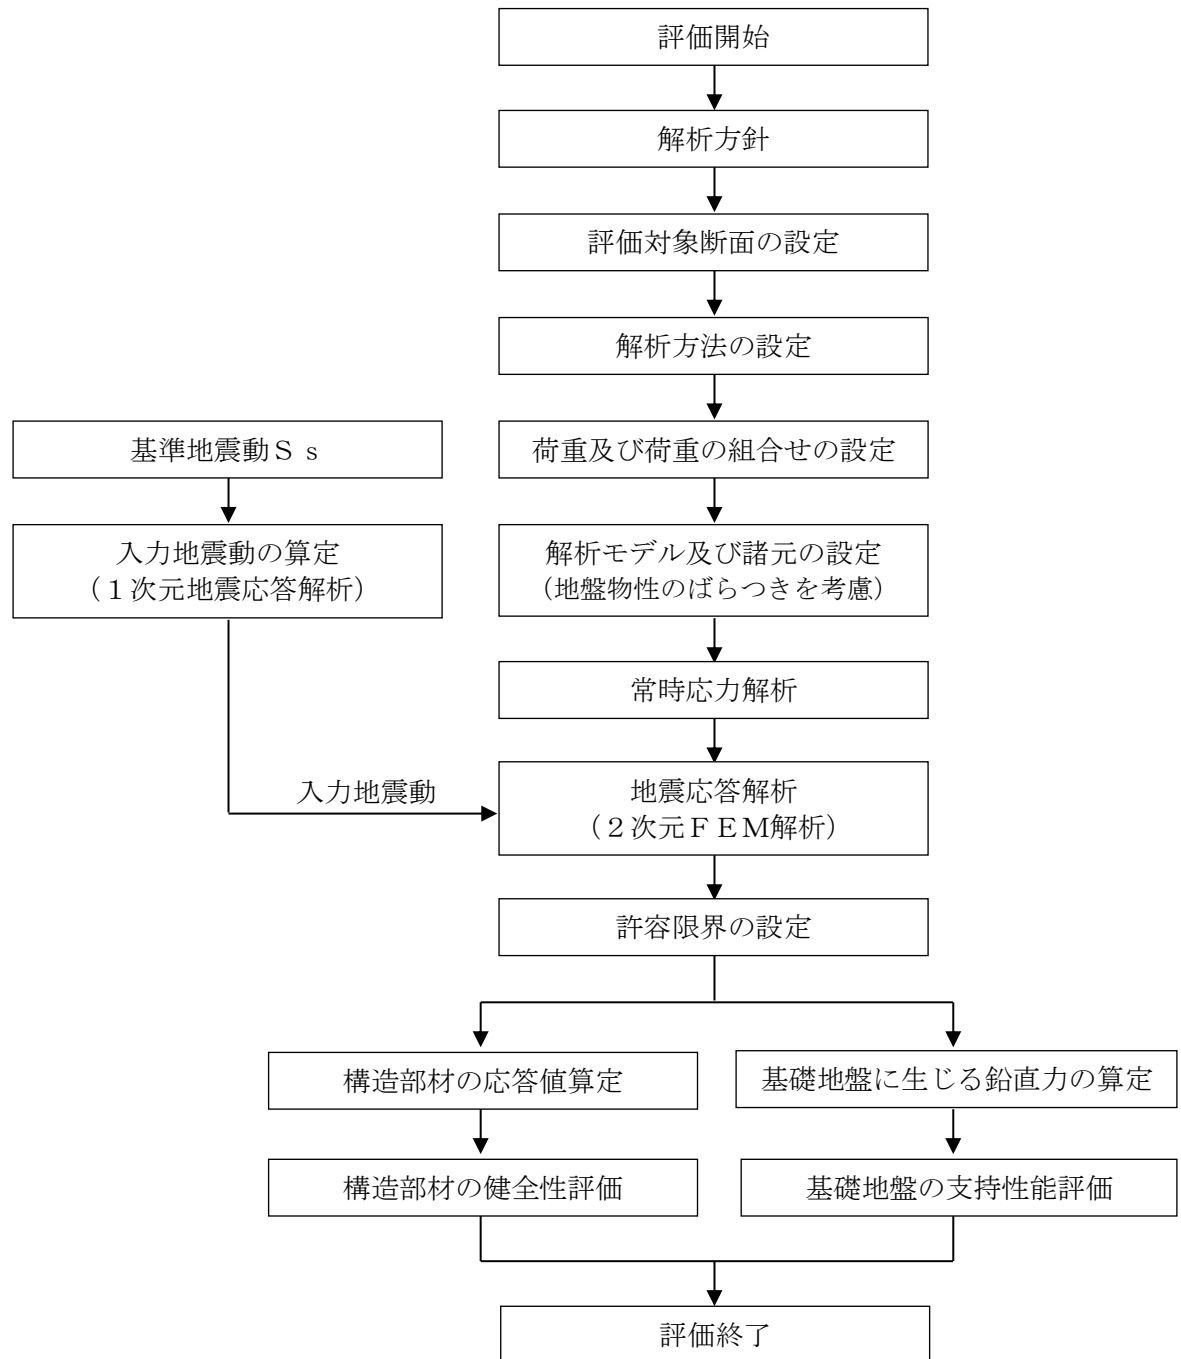 評価開始
解析方針
評価対象断面の設定
解析方法の設定
基準地震動Ｓｓ
荷重及び荷重の組合せの設定
入力地震動の算定
（１次元地震応答解析）
解析モデル及び諸元の設定
（地盤物性のばらつきを考慮）
常時応力解析
入力地震動
地震応答解析
（２次元ＦＥＭ解析）
許容限界の設定
構造部材の応答値算定
基礎地盤に生じる鉛直力の算定
構造部材の健全性評価
基礎地盤の支持性能評価
評価終了